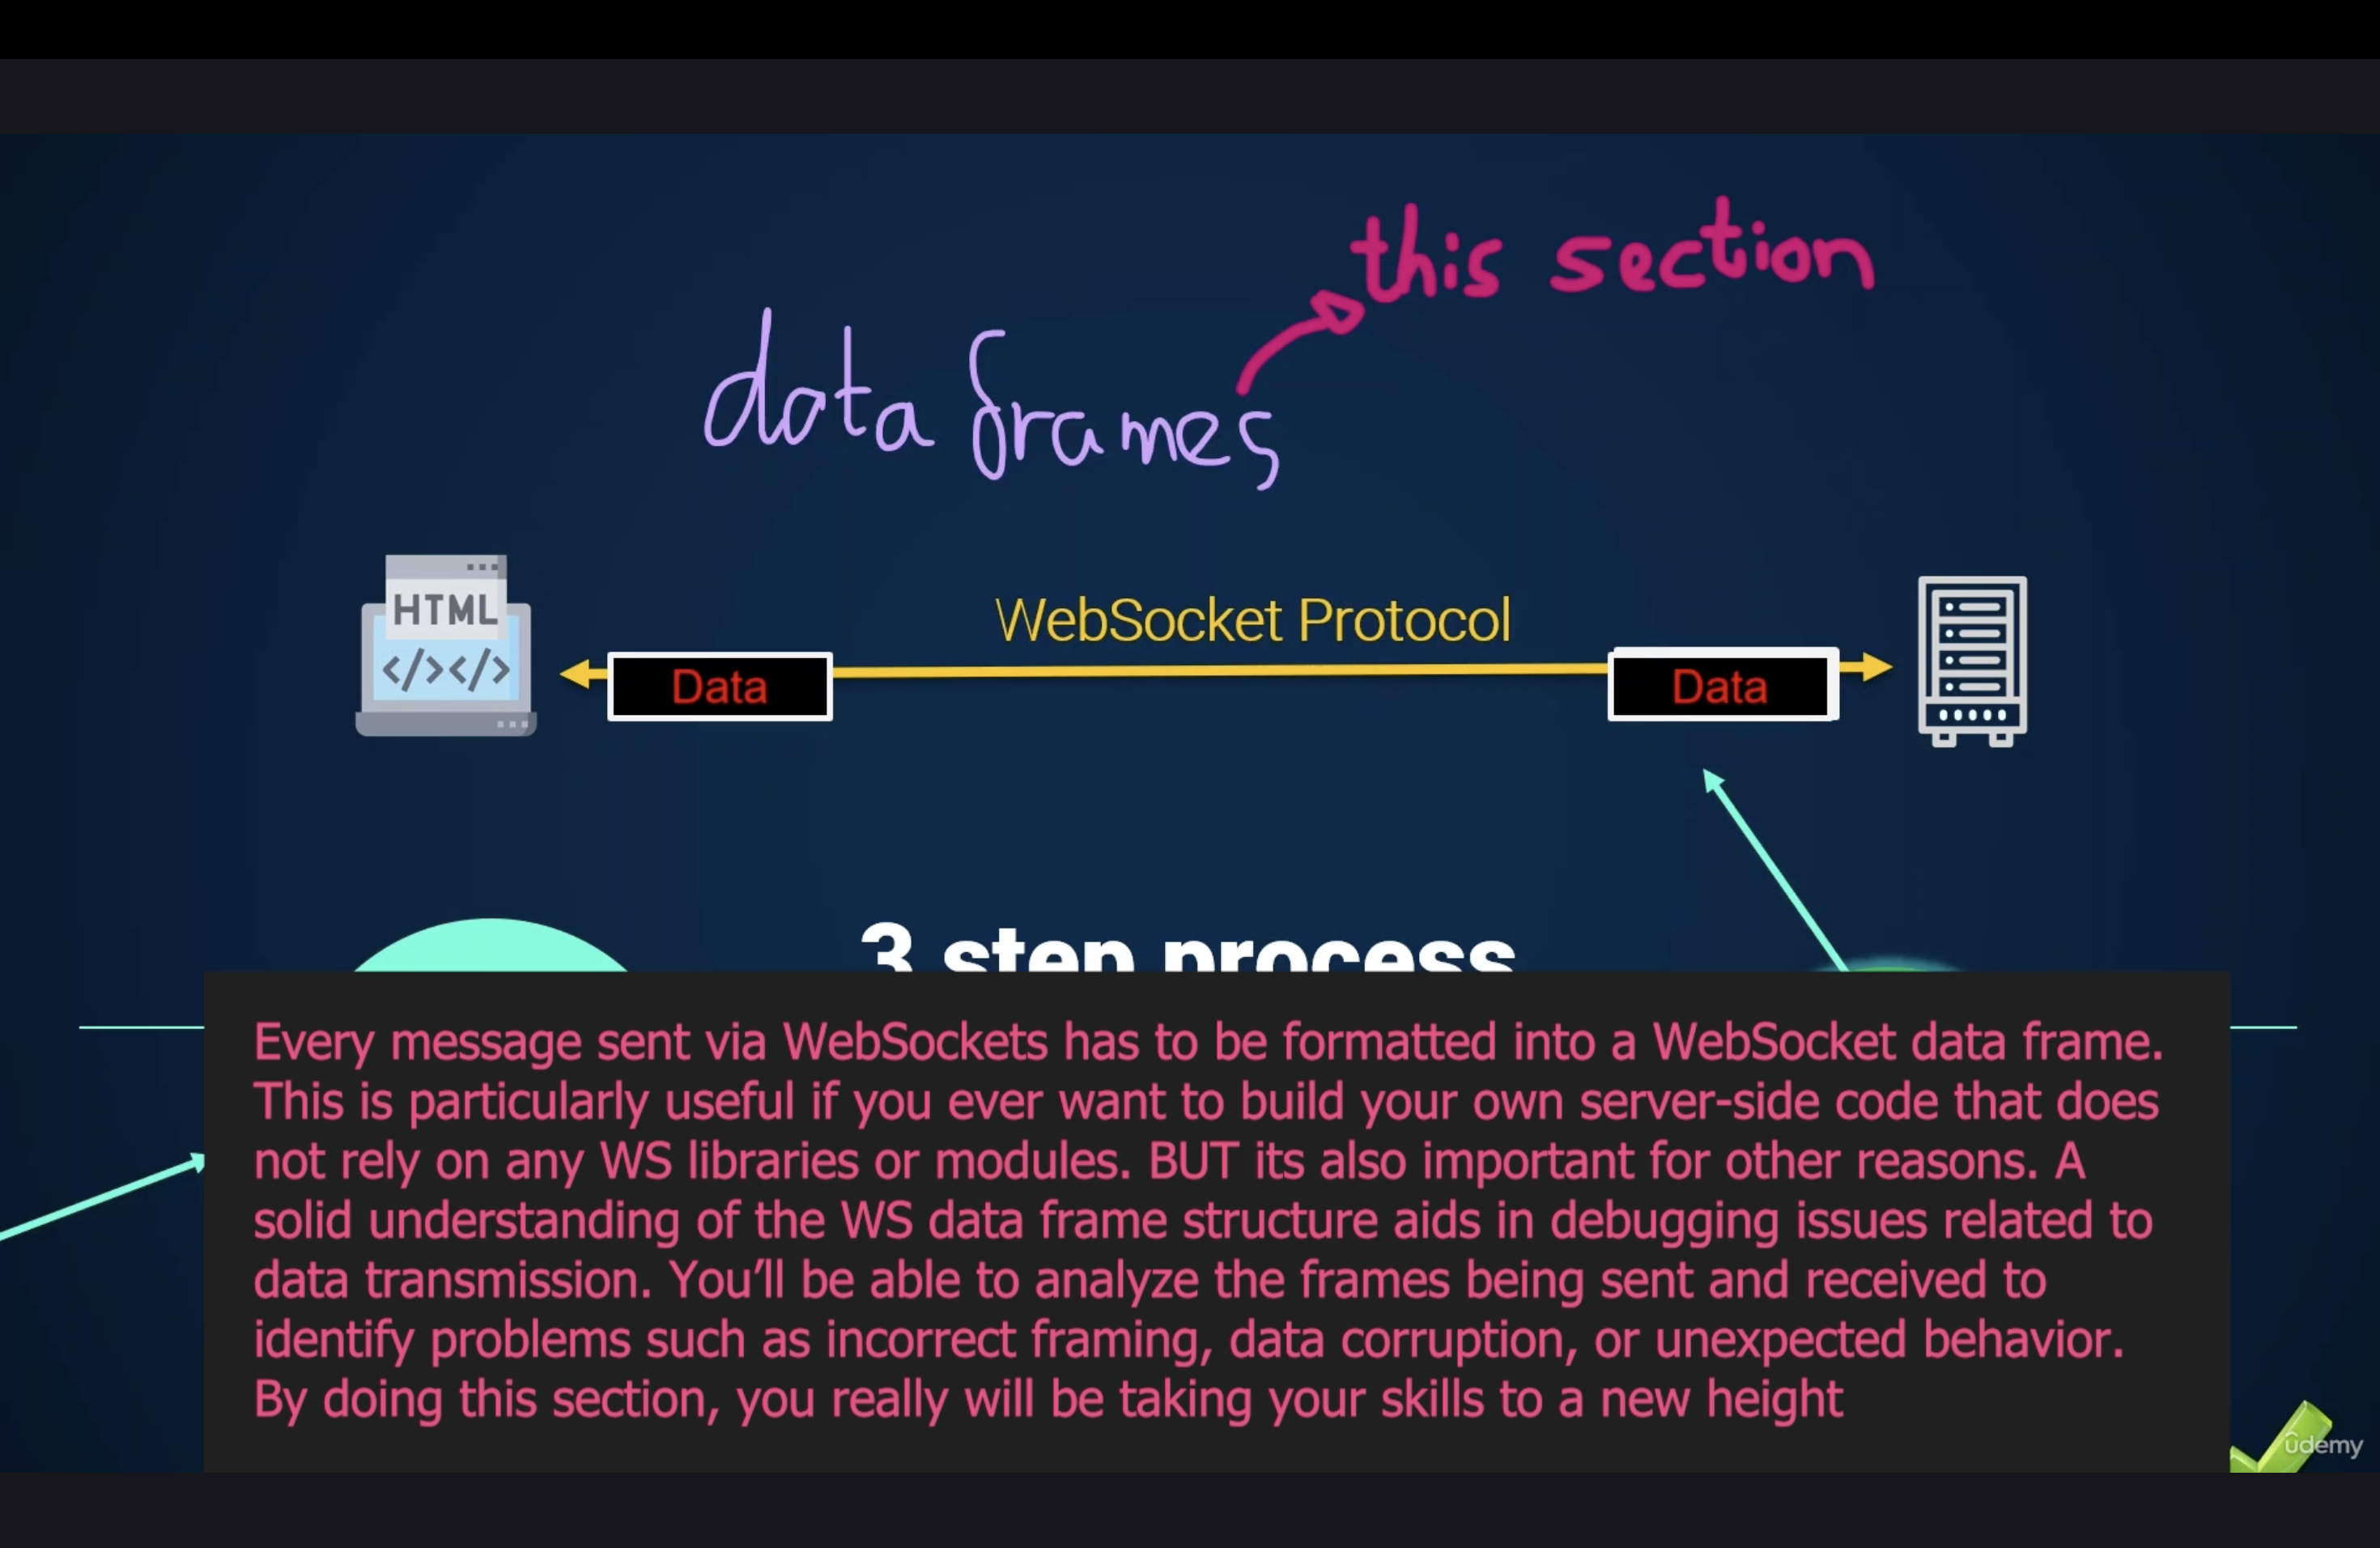 this section
data frames
HTML
</></>
WebSocket Protocol
Data
Data
3 step process
Every message sent via WebSockets has to be formatted into a WebSocket data frame.
This is particularly useful if you ever want to build your own server-side code that does
not rely on any WS libraries or modules. BUT its also important for other reasons. A
solid understanding of the WS data frame structure aids in debugging issues related to
data transmission. You’ll be able to analyze the frames being sent and received to
identify problems such as incorrect framing, data corruption, or unexpected behavior.
By doing this section, you really will be taking your skills to a new height
ûdemy